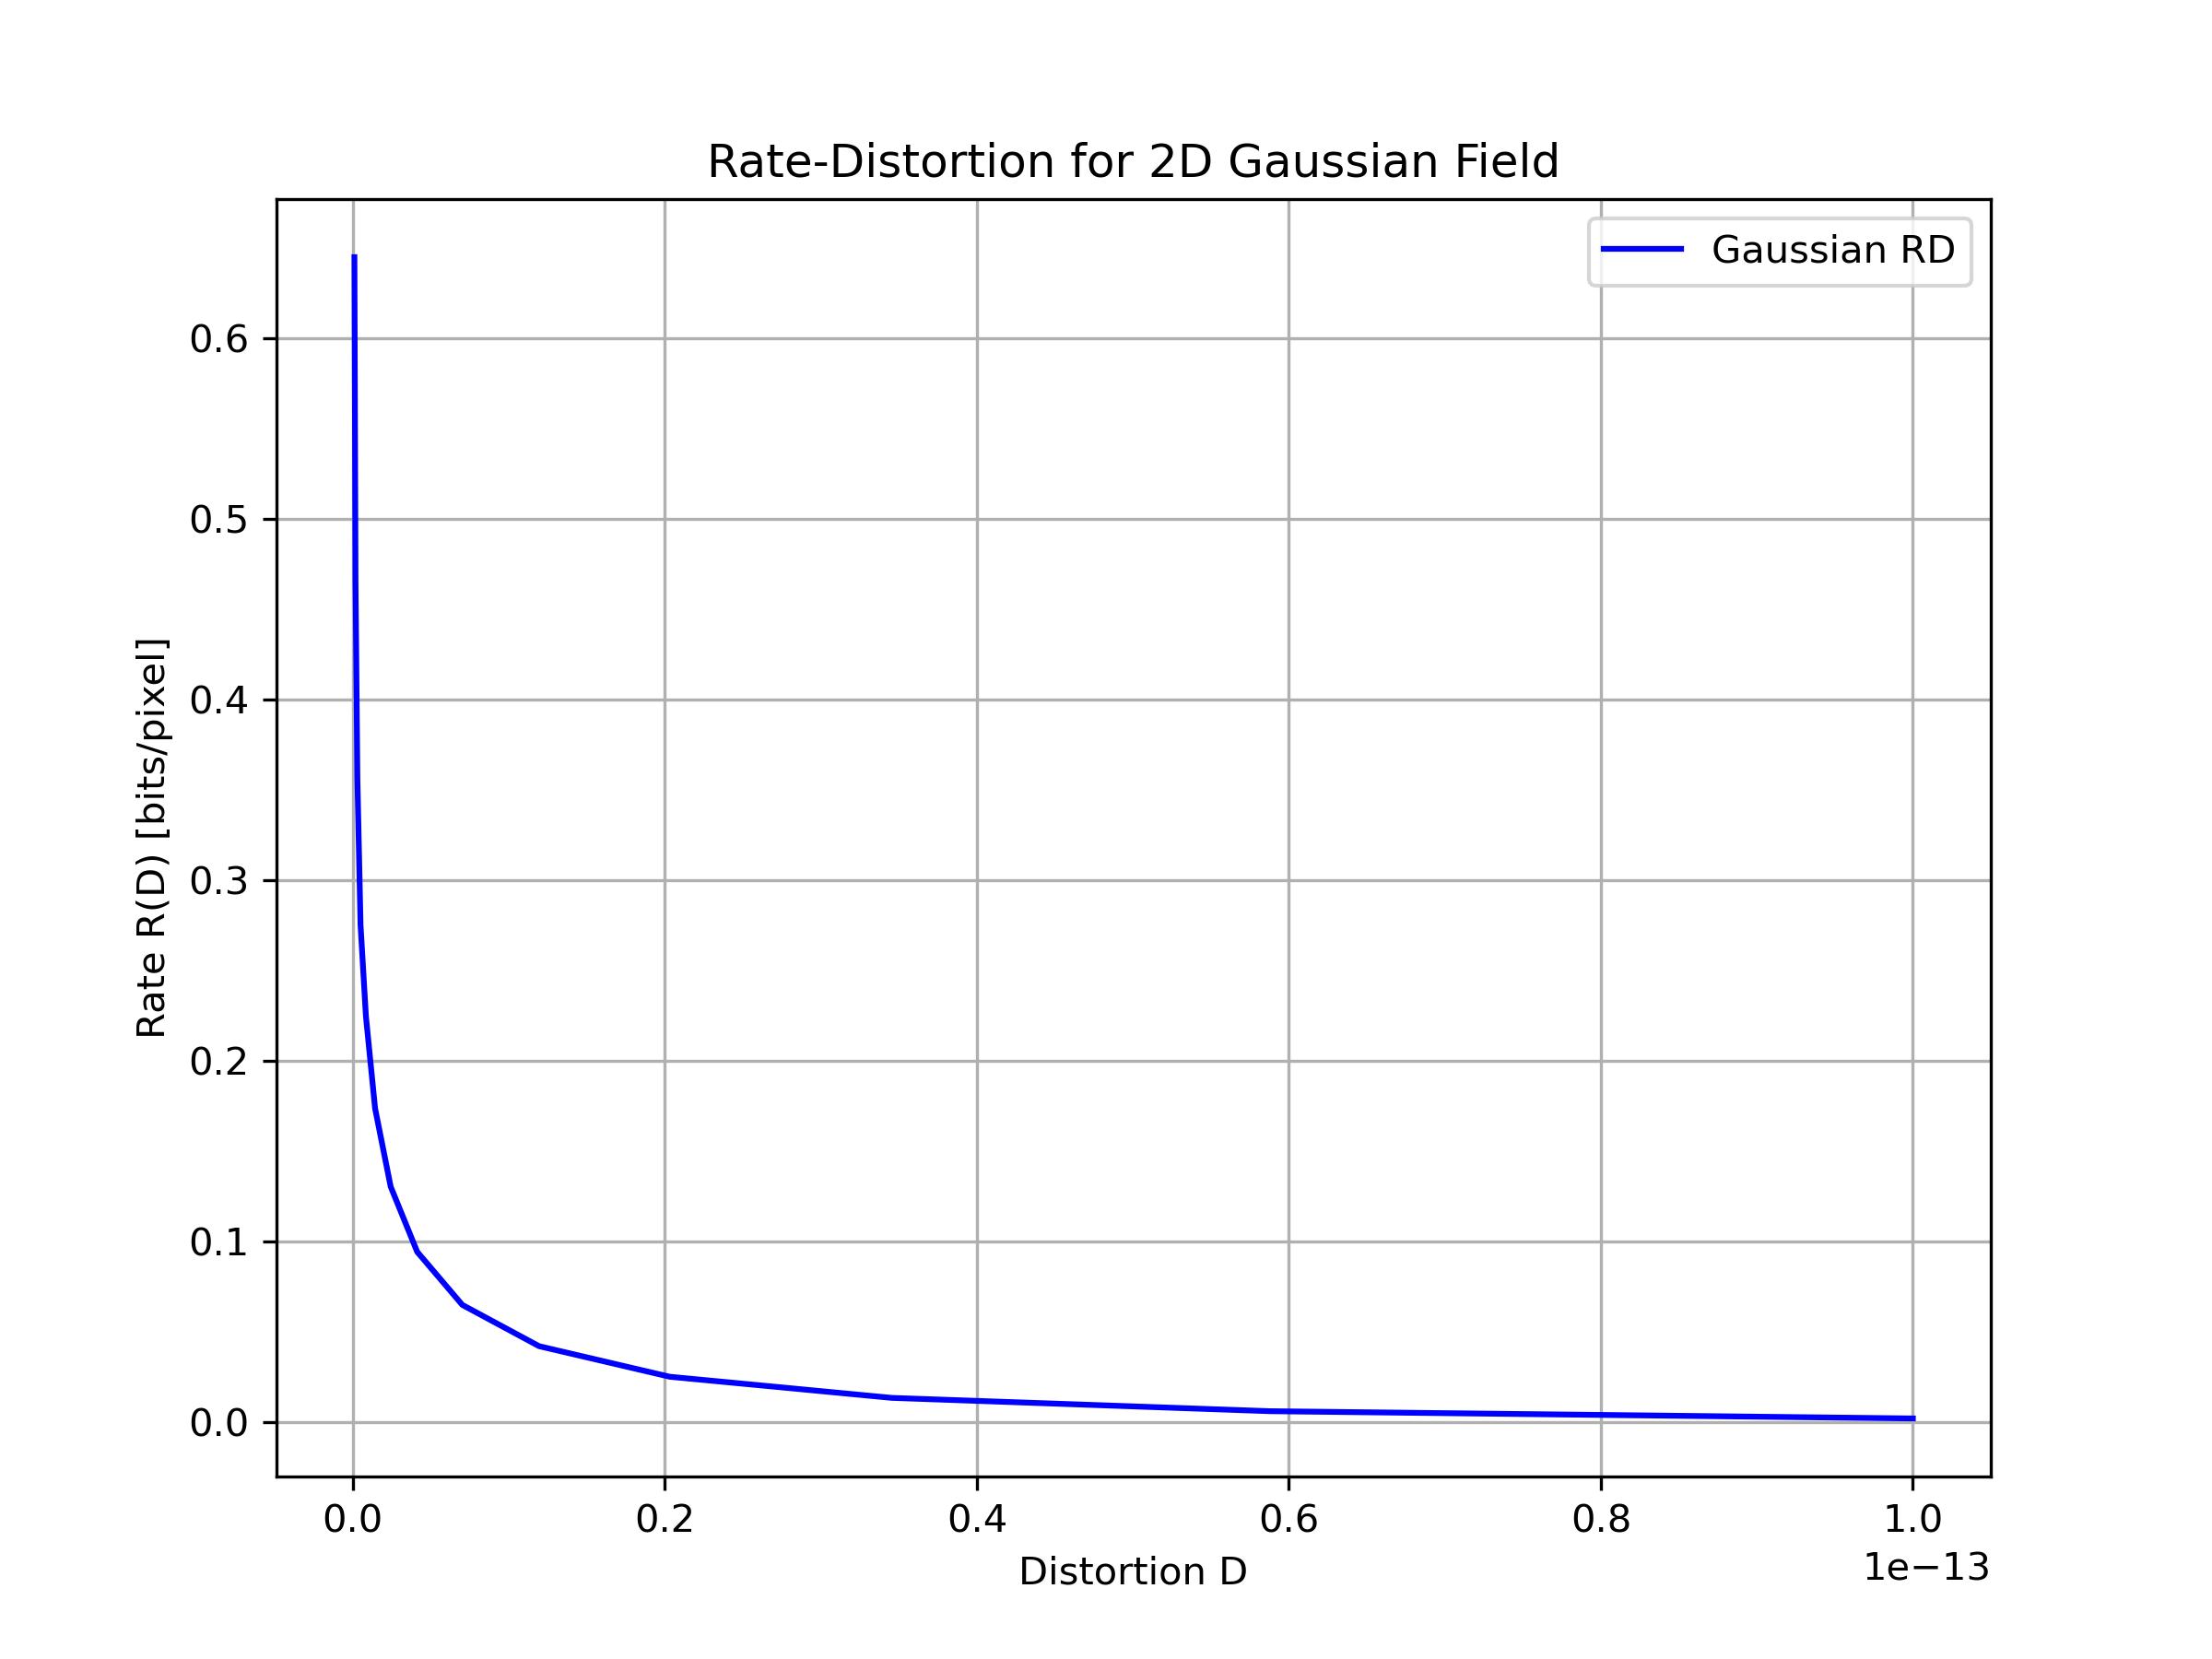 Rate-Distortion for 2D Gaussian Field
Gaussian RD
Rate R(D) [bits/pixel]
0.6
0.5
0.4
0.3
0.2
0.1
0.0
0.0 0.2 0.4 0.6 0.8 1.0
1e−13
Distortion D